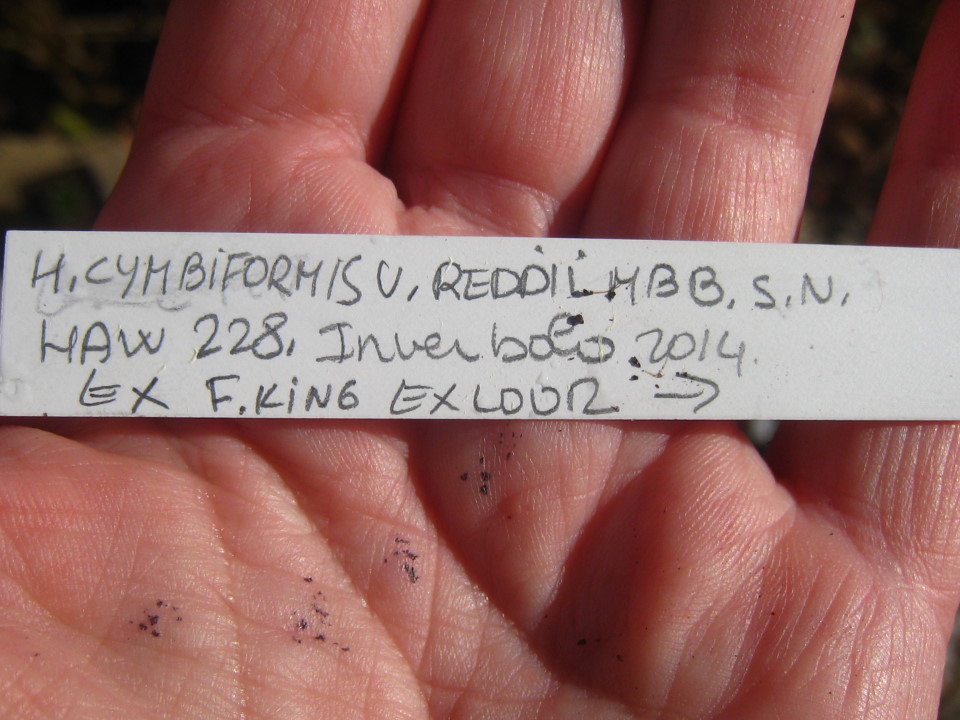 H. CYMBIFORMIS V. REDDII MBB. S.N.
HAW 228. Inverbolo 2014.
EX F. KING EX LOUR →